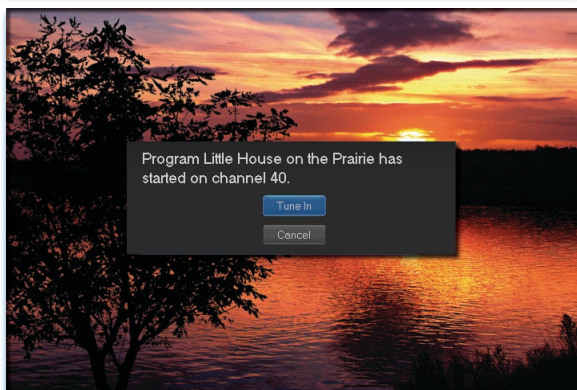 Program Little House on the Prairie has
started on channel 40.
Tune In
Cancel